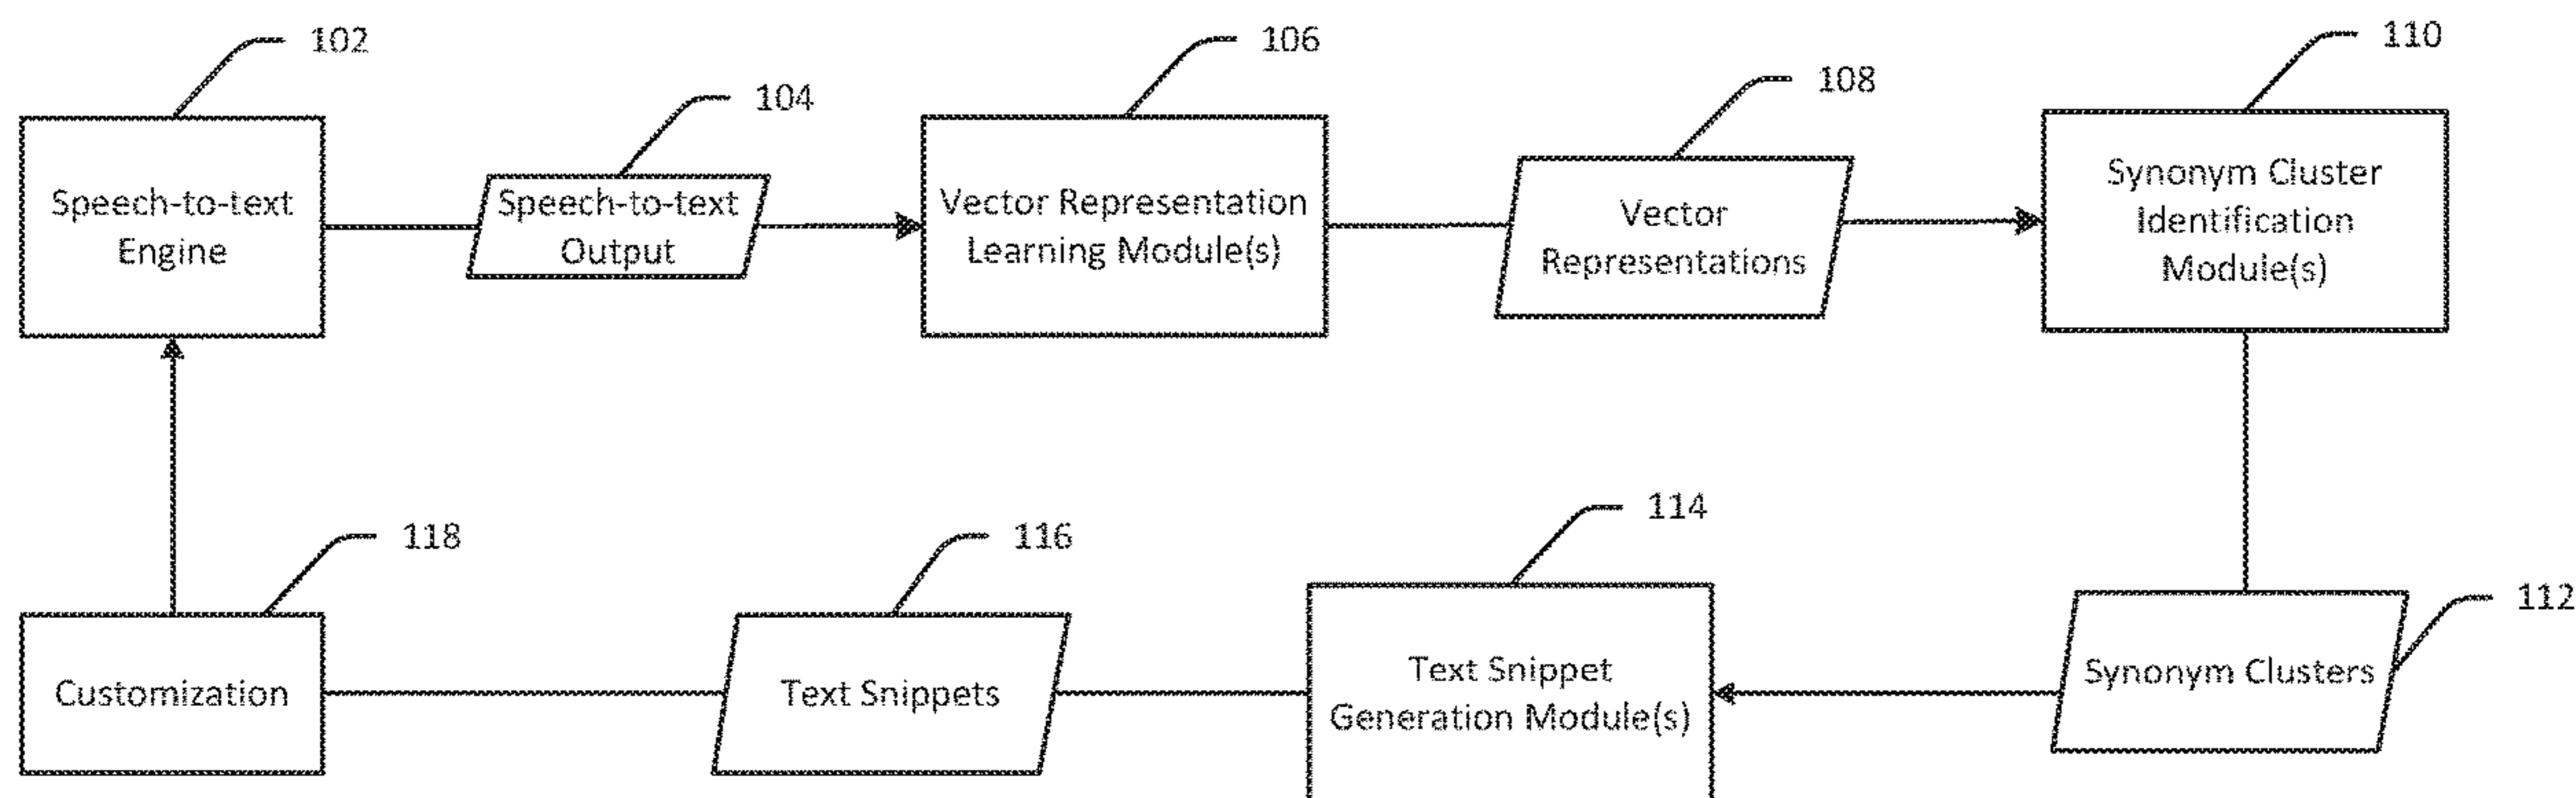 102
104
106
108
110
Speech-to-text
Engine
Speech-to-text
Output
Vector Representation
Learning Module(s)
Vector
Representations
Synonym Cluster
Identification
Module(s)
118
116
114
112
Customization
Text Snippets
Text Snippet
Generation Module(s)
Synonym Clusters